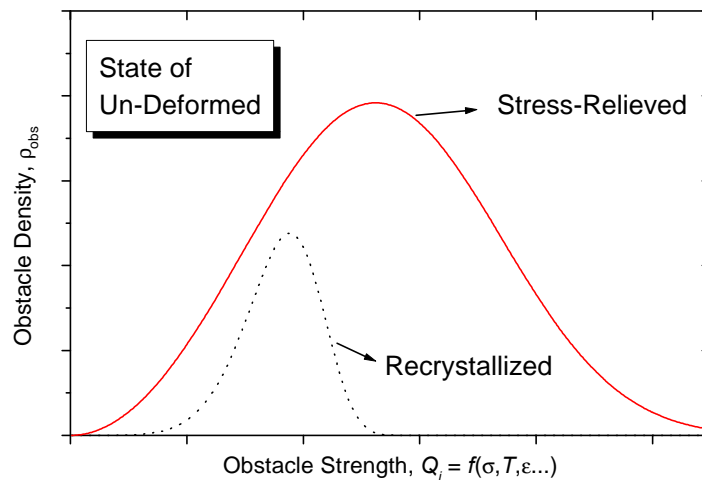 State of
Un-Deformed
Stress-Relieved
Recrystallized
Obstacle Density, ρobs
Obstacle Strength, Qi = f(σ,T,ε...)